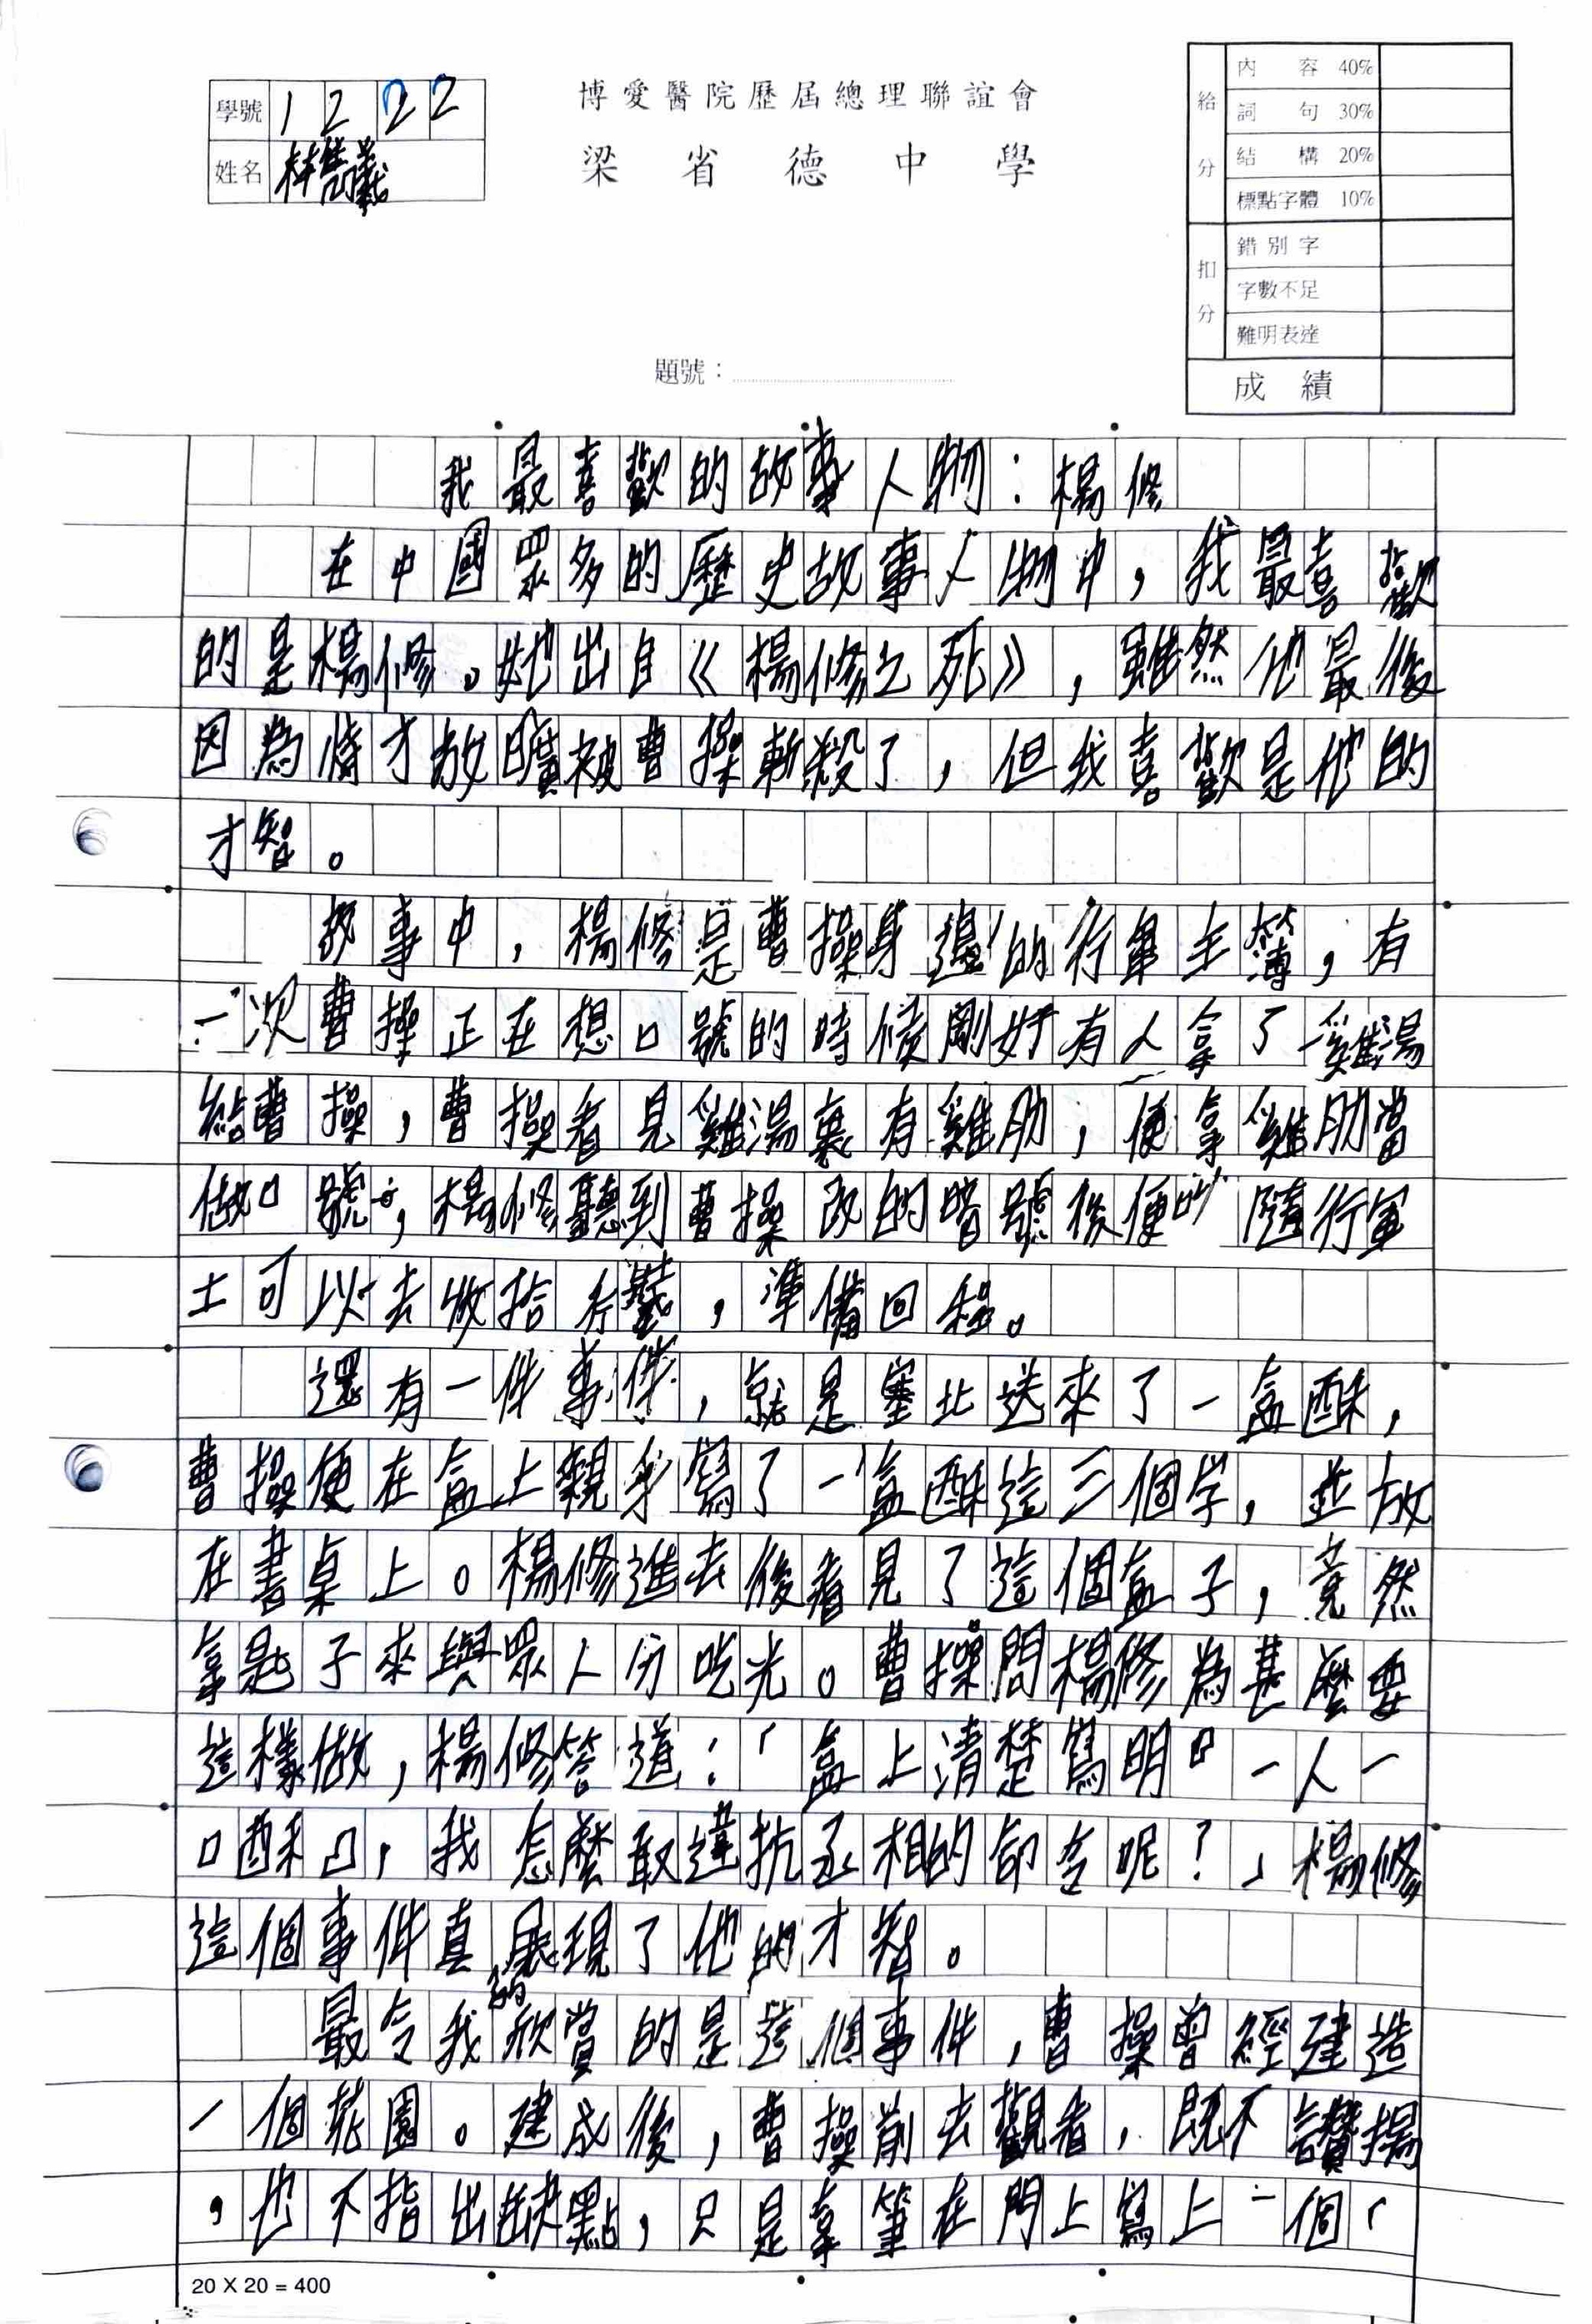 學號 1 2 2 2
姓名 林雋義
博愛醫院歷屆總理聯誼會
梁省德中學
給分
內容 40%
詞句 30%
結構 20%
標點字體 10%
扣分
錯別字
字數不足
難明表達
成績
題號：
我最喜歡的故事人物：楊修
在中國眾多的歷史故事人物中，我最喜歡
的是楊修。她出自《楊修之死》，雖然他最後
因為恃才放曠被曹操斬殺了，但我喜歡是他的
才智。
故事中，楊修是曹操身邊的行軍主簿，有
一次曹操正在想口號的時候剛好有人拿了雞湯
給曹操，曹操看見雞湯裏有雞肋，便拿雞肋當
做口號，楊修聽到曹操改的暗號後便叫隨行軍
士可以去收拾行裝，準備回程。
還有一件事件，就是塞北送來了一盒酥，
曹操便在盒上親手寫了一盒酥這三個字，並放
在書桌上。楊修進去後看見了這個盒子，竟然
拿匙子來與眾人分吃光。曹操問楊修為甚麼要
這樣做，楊修答道：「盒上清楚寫明『一人一
口酥』，我怎麼敢違抗丞相的命令呢？」楊修
這個事件真的展現了他的才智。
最令我欣賞的是這個事件，曹操曾經建造
一個花園。建成後，曹操前去觀看，既不讚揚
，也不指出缺點，只是拿筆在門上寫上一個「
20 X 20 = 400